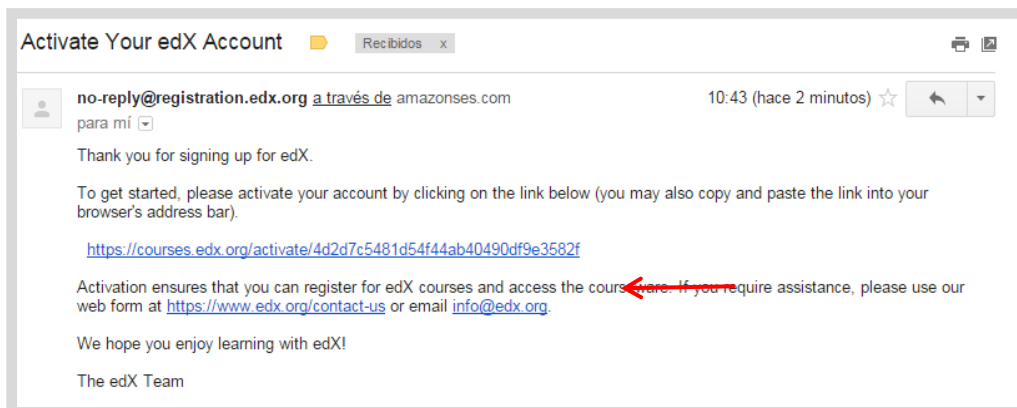 Activate Your edX Account Recibidos x
no-reply@registration.edx.org a través de amazonses.com 10:43 (hace 2 minutos)
para mí
Thank you for signing up for edX.
To get started, please activate your account by clicking on the link below (you may also copy and paste the link into your
browser's address bar).
https://courses.edx.org/activate/4d2d7c5481d54f44ab40490df9e3582f
Activation ensures that you can register for edX courses and access the courseware. If you require assistance, please use our
web form at https://www.edx.org/contact-us or email info@edx.org.
We hope you enjoy learning with edX!
The edX Team